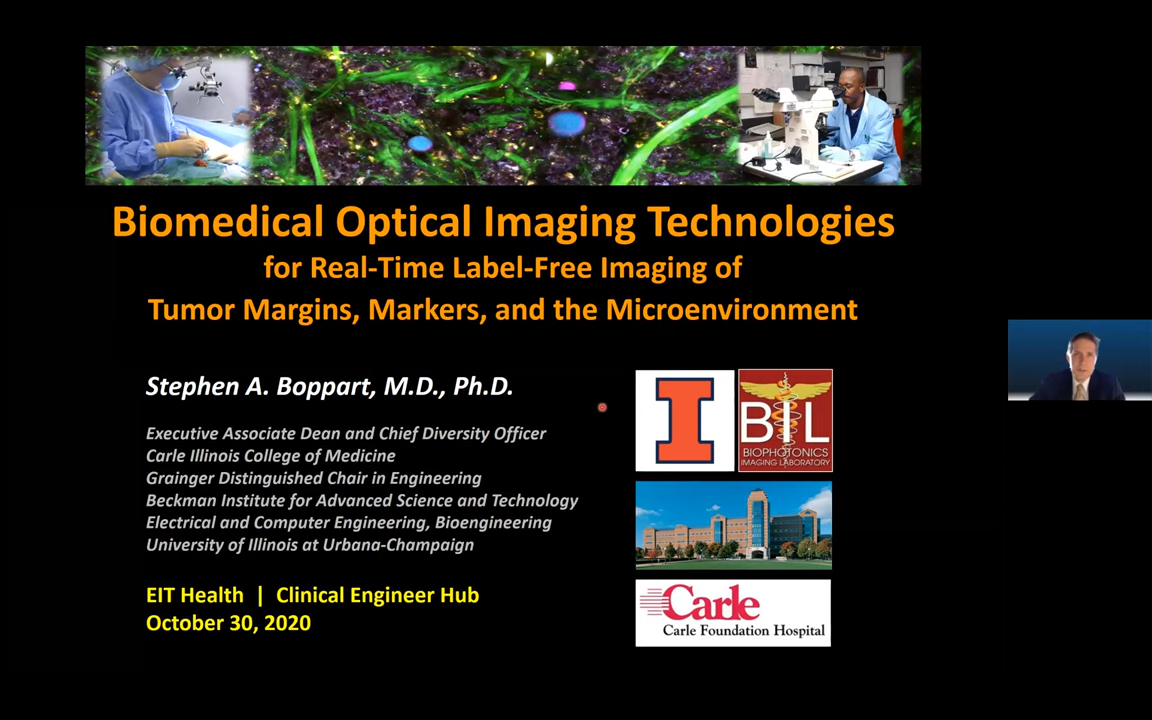 Biomedical Optical Imaging Technologies
for Real-Time Label-Free Imaging of
Tumor Margins, Markers, and the Microenvironment
Stephen A. Boppart, M.D., Ph.D.
Executive Associate Dean and Chief Diversity Officer
Carle Illinois College of Medicine
Grainger Distinguished Chair in Engineering
Beckman Institute for Advanced Science and Technology
Electrical and Computer Engineering, Bioengineering
University of Illinois at Urbana-Champaign
EIT Health | Clinical Engineer Hub
October 30, 2020
I
BIL
BIOPHOTONICS
IMAGING LABORATORY
Carle
Carle Foundation Hospital